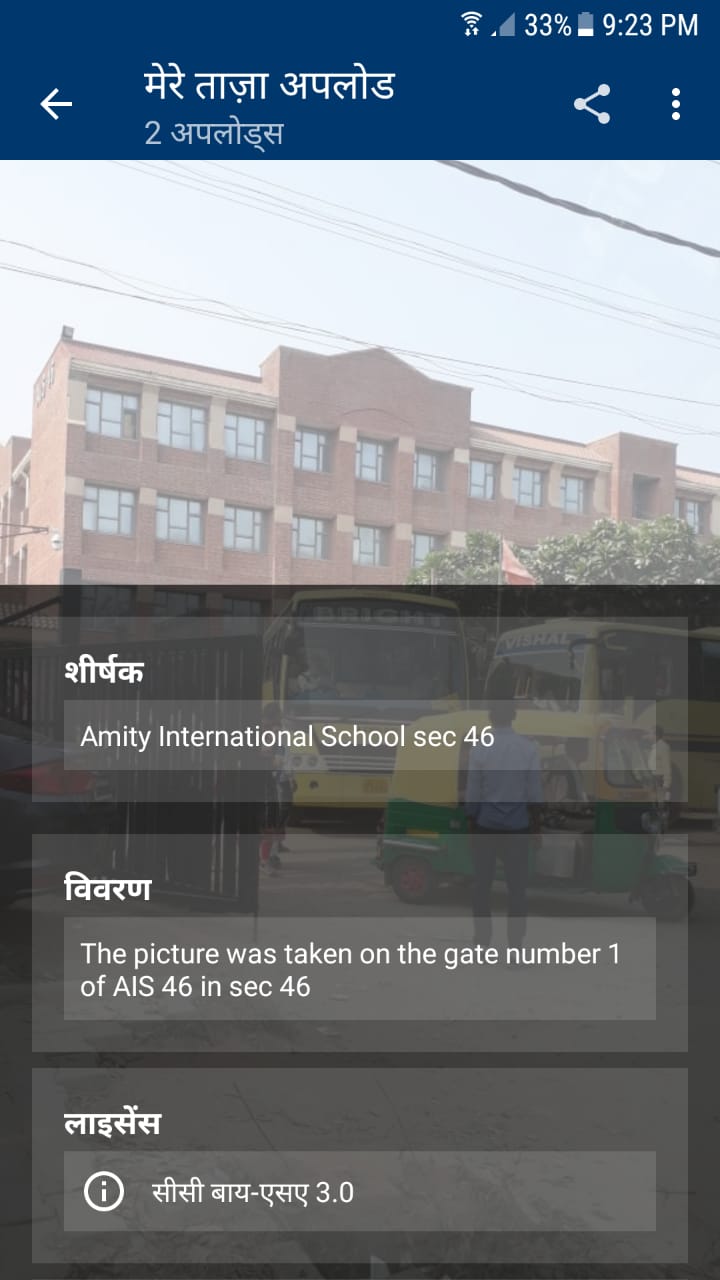 33% 9:23 PM
मेरे ताज़ा अपलोड
2 अपलोड्स
BRIGHT
VISHAL
शीर्षक
Amity International School sec 46
विवरण
The picture was taken on the gate number 1
of AIS 46 in sec 46
लाइसेंस
सीसी बाय-एसए 3.0